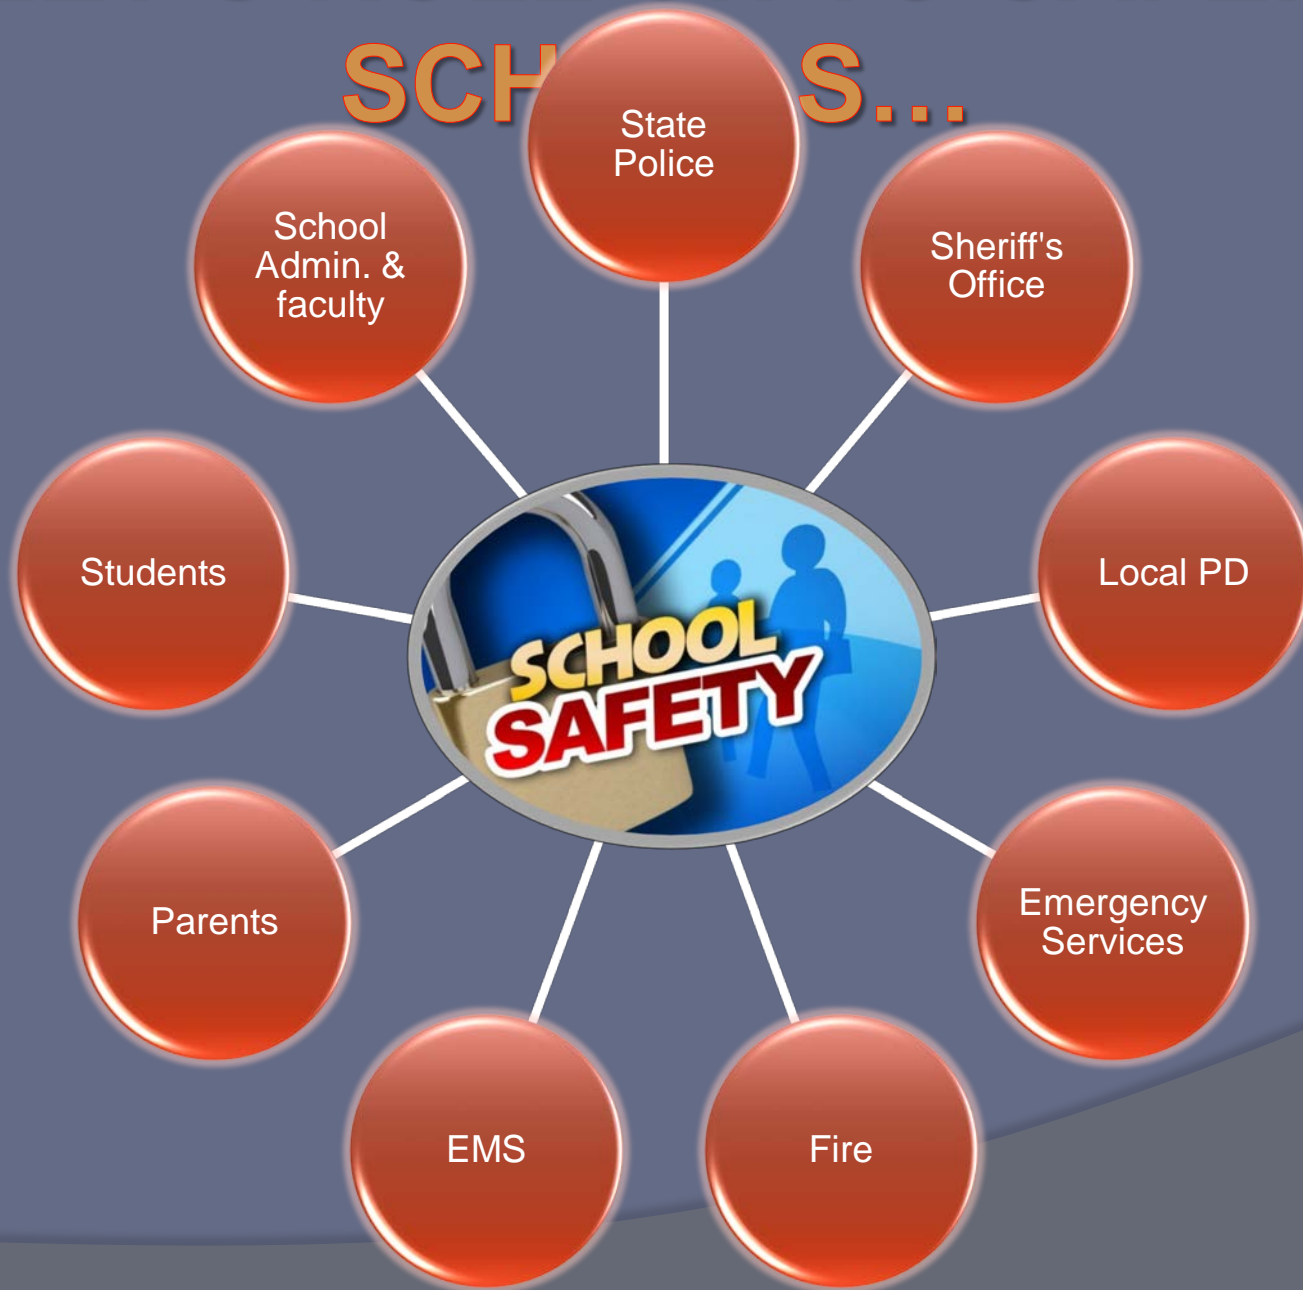 SCH S...
State
Police
School
Admin. &
faculty
Sheriff's
Office
Students
Local PD
SCHOOL
SAFETY
Parents
Emergency
Services
EMS
Fire